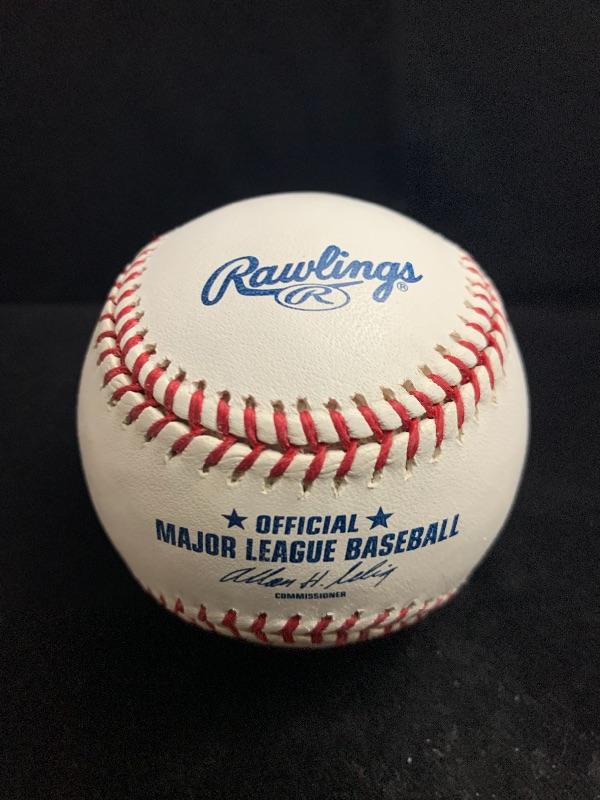 Rawlings®
R
★ OFFICIAL ★
MAJOR LEAGUE BASEBALL
Allan H. Selig
COMMISSIONER